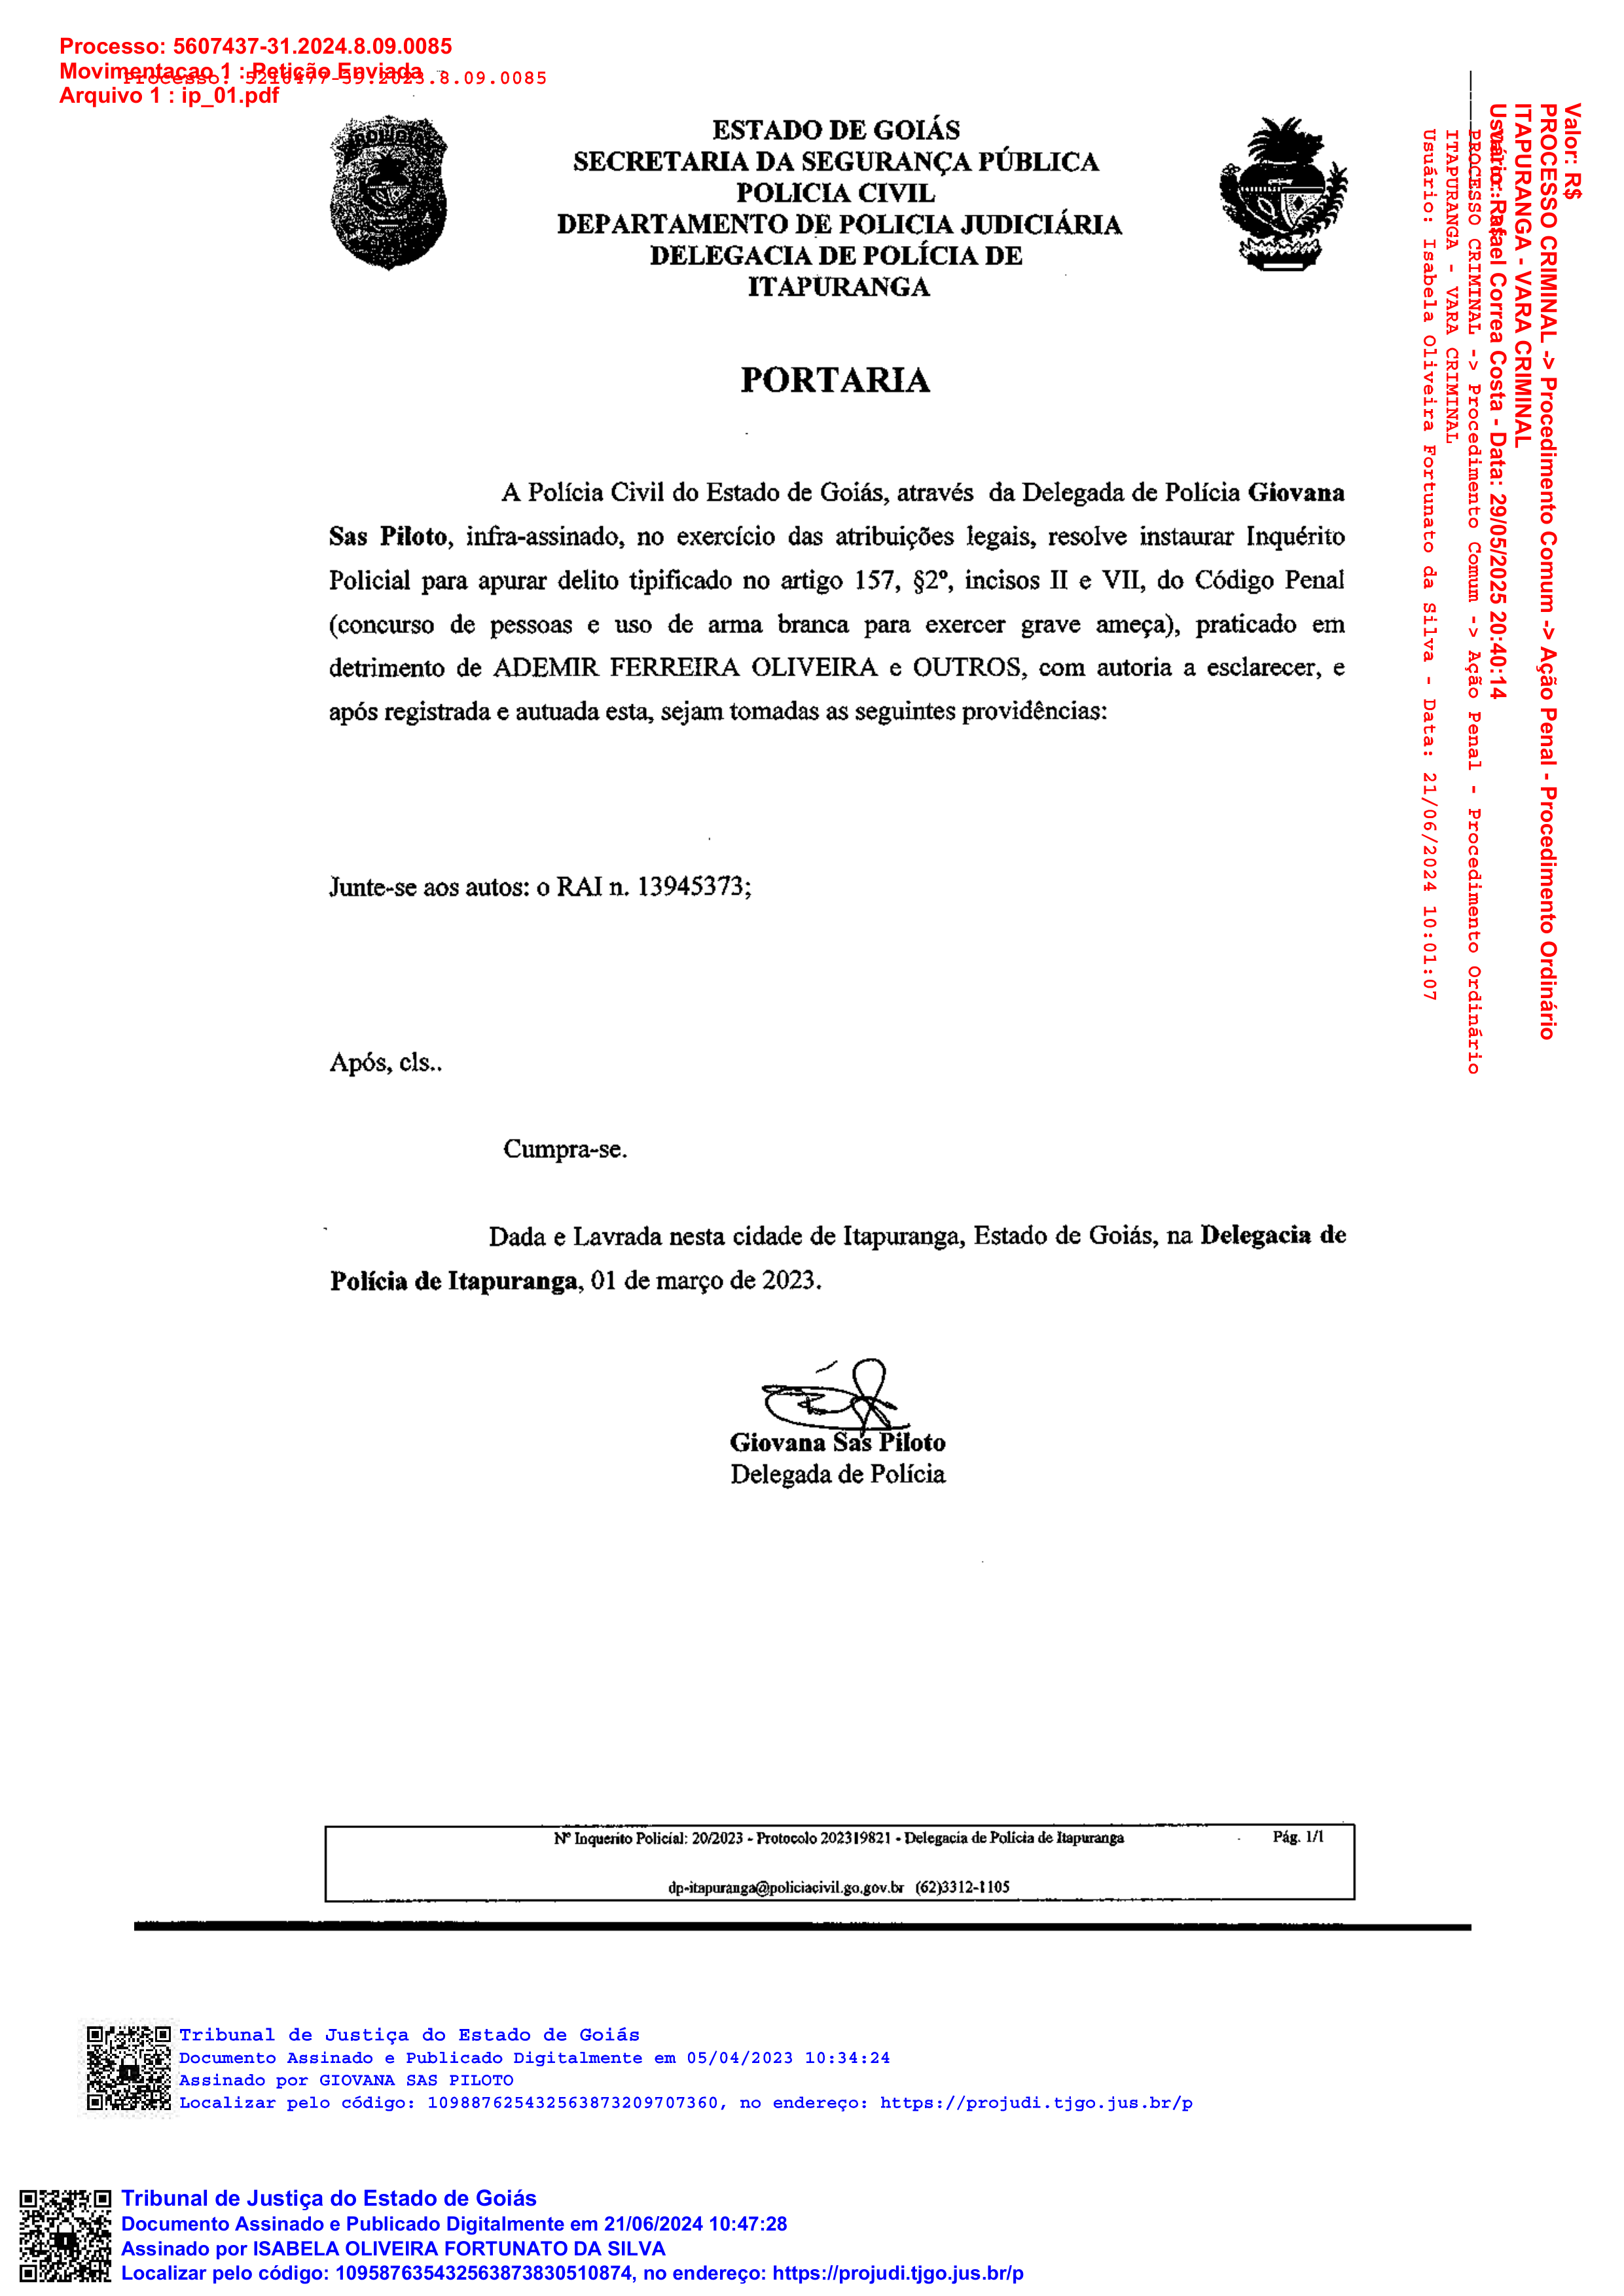 Processo: 5607437-31.2024.8.09.0085
Movimentacao 1 : Petição Enviada
Processo: 5216477-59.2023.8.09.0085
Arquivo 1 : ip_01.pdf
ESTADO DE GOIÁS
SECRETARIA DA SEGURANÇA PÚBLICA
POLICIA CIVIL
DEPARTAMENTO DE POLICIA JUDICIÁRIA
DELEGACIA DE POLÍCIA DE
ITAPURANGA
PORTARIA
A Polícia Civil do Estado de Goiás, através da Delegada de Polícia Giovana
Sas Piloto, infra-assinado, no exercício das atribuições legais, resolve instaurar Inquérito
Policial para apurar delito tipificado no artigo 157, §2º, incisos II e VII, do Código Penal
(concurso de pessoas e uso de arma branca para exercer grave ameça), praticado em
detrimento de ADEMIR FERREIRA OLIVEIRA e OUTROS, com autoria a esclarecer, e
após registrada e autuada esta, sejam tomadas as seguintes providências:
Junte-se aos autos: o RAI n. 13945373;
Após, cls..
Cumpra-se.
Dada e Lavrada nesta cidade de Itapuranga, Estado de Goiás, na Delegacia de
Polícia de Itapuranga, 01 de março de 2023.
Giovana Sas Piloto
Delegada de Polícia
Nº Inquerito Policial: 20/2023 - Protocolo 202319821 - Delegacia de Polícia de Itapuranga
Pág. 1/1
dp-itapuranga@policiacivil.go.gov.br (62)3312-1105
Valor: R$
PROCESSO CRIMINAL -> Procedimento Comum -> Ação Penal - Procedimento Ordinário
ITAPURANGA - VARA CRIMINAL
Usuário: Rafael Correa Costa - Data: 29/05/2025 20:40:14
PROCESSO CRIMINAL -> Procedimento Comum -> Ação Penal - Procedimento Ordinário
ITAPURANGA - VARA CRIMINAL
Usuário: Isabela Oliveira Fortunato da Silva - Data: 21/06/2024 10:01:07
Tribunal de Justiça do Estado de Goiás
Documento Assinado e Publicado Digitalmente em 05/04/2023 10:34:24
Assinado por GIOVANA SAS PILOTO
Localizar pelo código: 109887625432563873209707360, no endereço: https://projudi.tjgo.jus.br/p
Tribunal de Justiça do Estado de Goiás
Documento Assinado e Publicado Digitalmente em 21/06/2024 10:47:28
Assinado por ISABELA OLIVEIRA FORTUNATO DA SILVA
Localizar pelo código: 109587635432563873830510874, no endereço: https://projudi.tjgo.jus.br/p